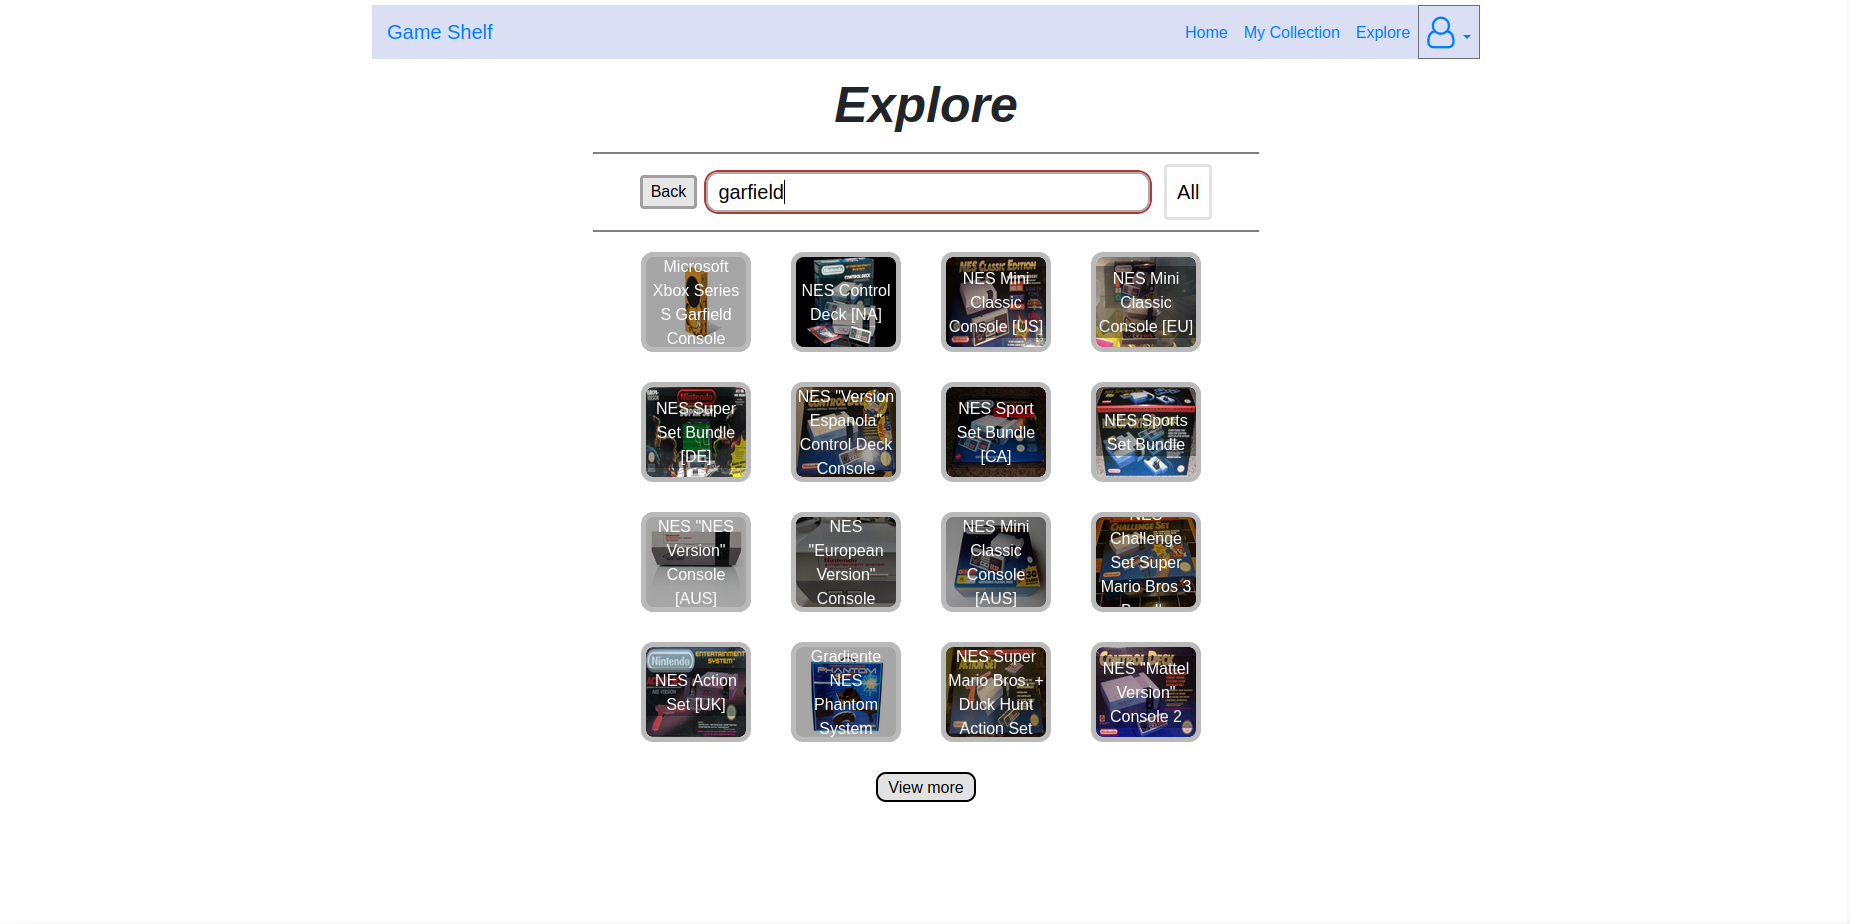 Game Shelf
Home My Collection Explore
Explore
Back
garfield
All
Microsoft
Xbox Series
S Garfield
Console
NES Control
Deck [NA]
NES Mini
Classic
Console [US]
NES Mini
Classic
Console [EU]
NES Super
Set Bundle
[DE]
NES "Version
Espanola"
Control Deck
Console
NES Sport
Set Bundle
[CA]
NES Sports
Set Bundle
NES "NES
Version"
Console
[AUS]
NES
"European
Version"
Console
NES Mini
Classic
Console
[AUS]
NES
Challenge
Set Super
Mario Bros 3
NES Action
Set [UK]
Gradiente
NES
Phantom
System
NES Super
Mario Bros. +
Duck Hunt
Action Set
NES "Mattel
Version"
Console 2
View more